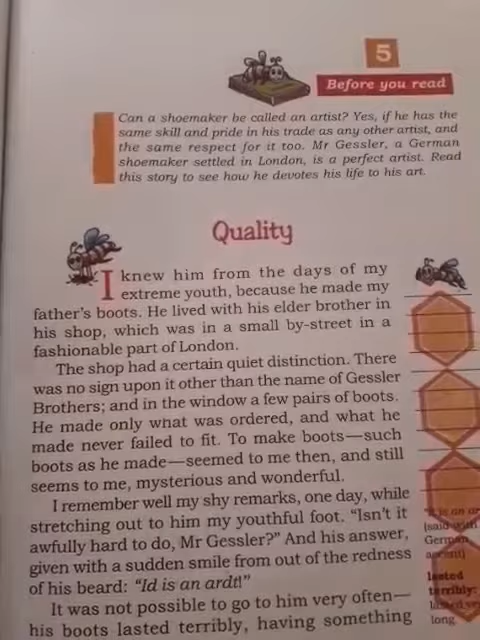 5
Before you read
Can a shoemaker be called an artist? Yes, if he has the
same skill and pride in his trade as any other artist, and
the same respect for it too. Mr Gessler, a German
shoemaker settled in London, is a perfect artist. Read
this story to see how he devotes his life to his art.
Quality
I knew him from the days of my
extreme youth, because he made my
father's boots. He lived with his elder brother in
his shop, which was in a small by-street in a
fashionable part of London.
The shop had a certain quiet distinction. There
was no sign upon it other than the name of Gessler
Brothers; and in the window a few pairs of boots.
He made only what was ordered, and what he
made never failed to fit. To make boots—such
boots as he made—seemed to me then, and still
seems to me, mysterious and wonderful.
I remember well my shy remarks, one day, while
stretching out to him my youthful foot. "Isn't it
awfully hard to do, Mr Gessler?" And his answer,
given with a sudden smile from out of the redness
of his beard: "Id is an ardt!"
It was not possible to go to him very often—
his boots lasted terribly, having something
is an
(said with
German
accent)
lasted
terribly:
long